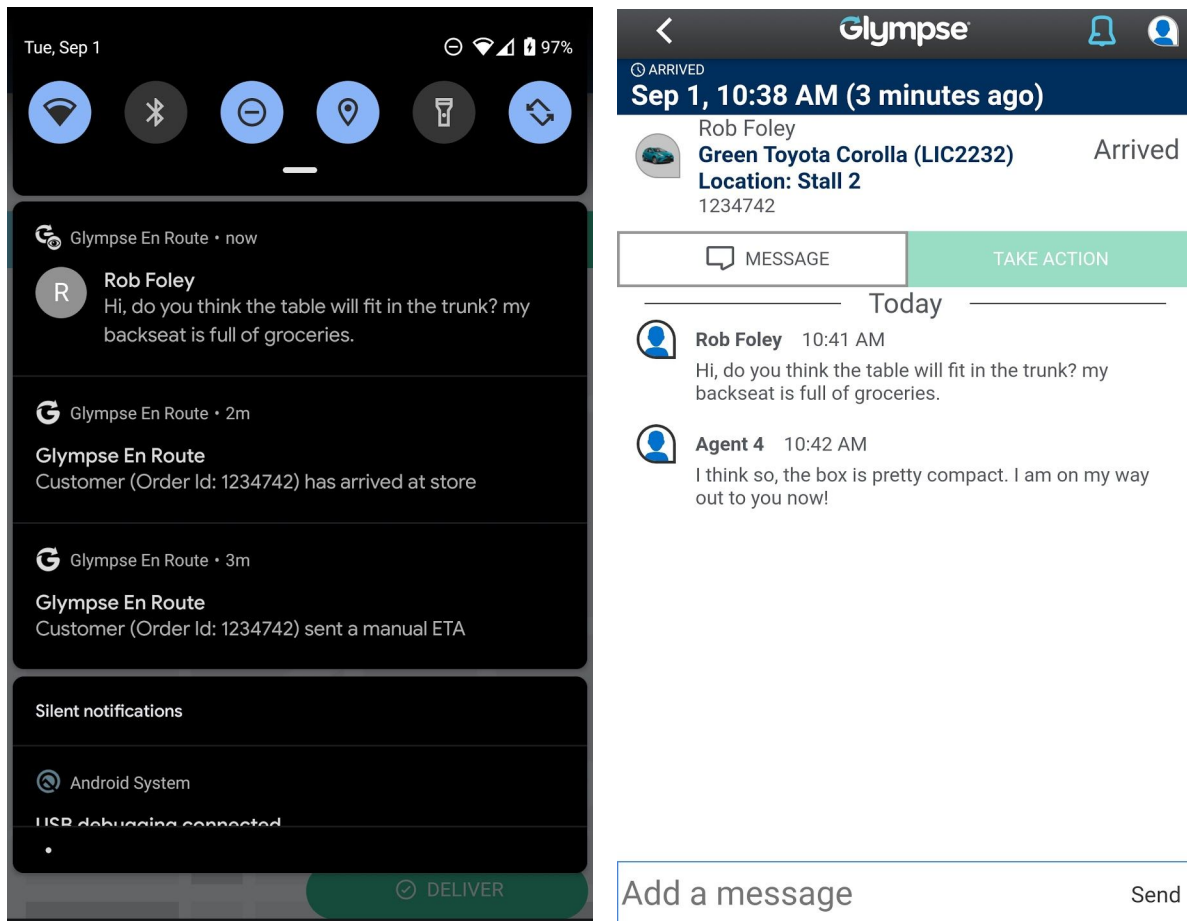 Tue, Sep 1
97%
Glympse En Route • now
R
Rob Foley
Hi, do you think the table will fit in the trunk? my
backseat is full of groceries.
Glympse En Route • 2m
Glympse En Route
Customer (Order Id: 1234742) has arrived at store
Glympse En Route • 3m
Glympse En Route
Customer (Order Id: 1234742) sent a manual ETA
Silent notifications
Android System
USB debugging connected
DELIVER
Glympse
ARRIVED
Sep 1, 10:38 AM (3 minutes ago)
Rob Foley
Green Toyota Corolla (LIC2232)
Location: Stall 2
1234742
Arrived
MESSAGE
TAKE ACTION
Today
Rob Foley 10:41 AM
Hi, do you think the table will fit in the trunk? my
backseat is full of groceries.
Agent 4 10:42 AM
I think so, the box is pretty compact. I am on my way
out to you now!
Add a message
Send